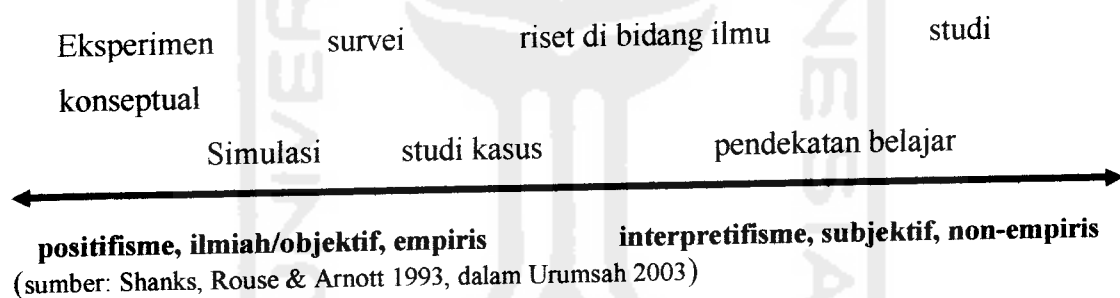 Eksperimen survei riset di bidang ilmu studi
konseptual
Simulasi studi kasus pendekatan belajar
positifisme, ilmiah/objektif, empiris interpretifisme, subjektif, non-empiris
(sumber: Shanks, Rouse & Arnott 1993, dalam Urumsah 2003)